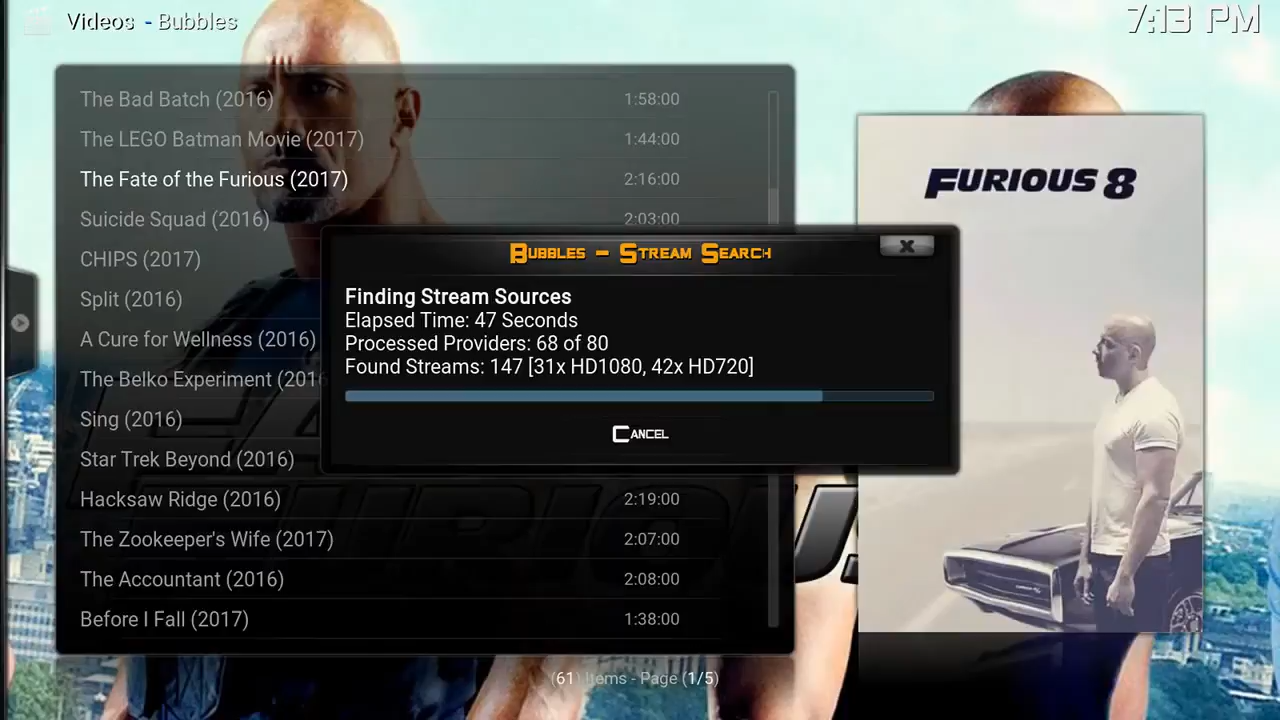 Videos - Bubbles
7:13 PM
The Bad Batch (2016) 1:58:00
The LEGO Batman Movie (2017) 1:44:00
The Fate of the Furious (2017) 2:16:00
Suicide Squad (2016) 2:03:00
CHIPS (2017)
Split (2016)
A Cure for Wellness (2016)
The Belko Experiment (2016
Sing (2016)
Star Trek Beyond (2016)
Hacksaw Ridge (2016) 2:19:00
The Zookeeper's Wife (2017) 2:07:00
The Accountant (2016) 2:08:00
Before I Fall (2017) 1:38:00
(61) Items - Page (1/5)
Bubbles - Stream Search
X
Finding Stream Sources
Elapsed Time: 47 Seconds
Processed Providers: 68 of 80
Found Streams: 147 [31x HD1080, 42x HD720]
Cancel
FURIOUS 8